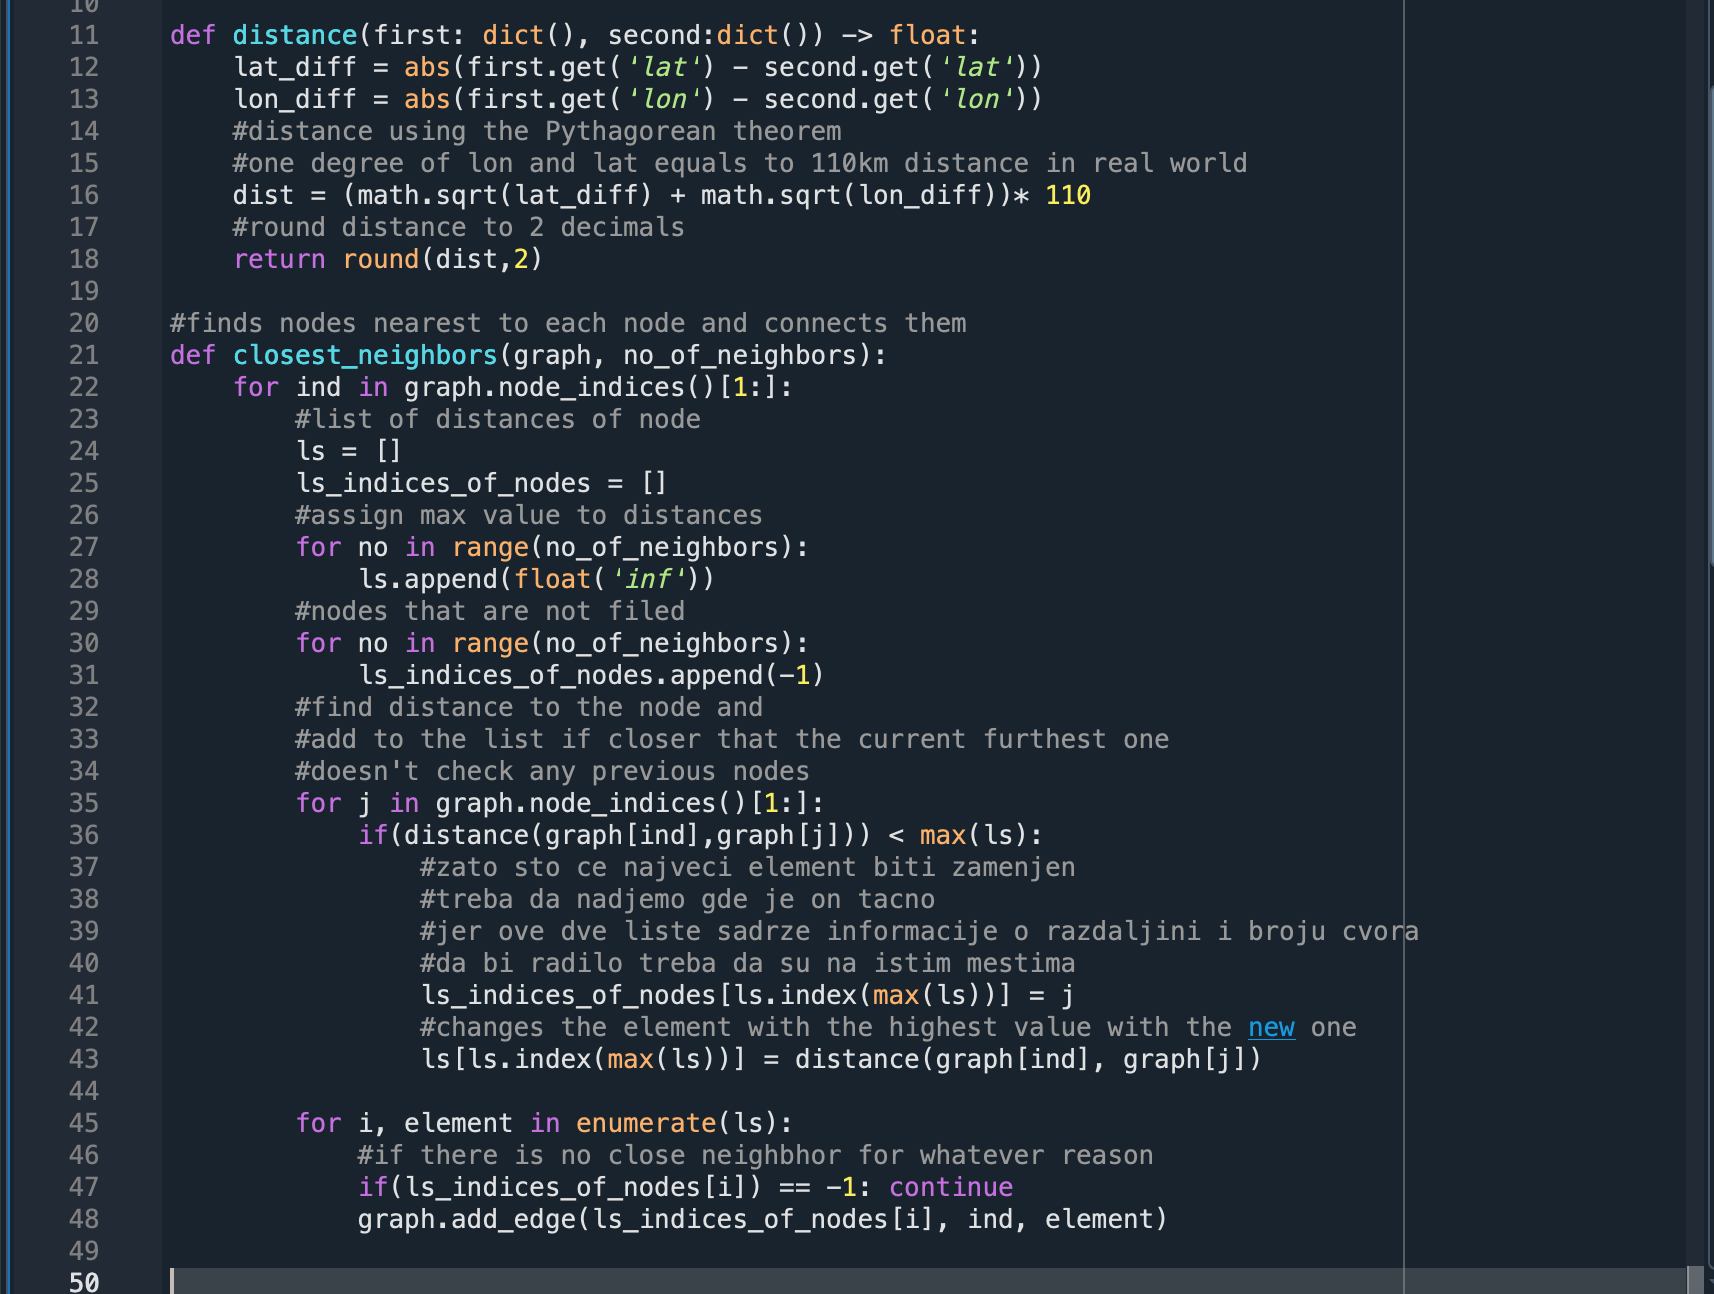 10
11 def distance(first: dict(), second:dict()) -> float:
12     lat_diff = abs(first.get('lat') - second.get('lat'))
13     lon_diff = abs(first.get('lon') - second.get('lon'))
14     #distance using the Pythagorean theorem
15     #one degree of lon and lat equals to 110km distance in real world
16     dist = (math.sqrt(lat_diff) + math.sqrt(lon_diff))* 110
17     #round distance to 2 decimals
18     return round(dist,2)
19
20 #finds nodes nearest to each node and connects them
21 def closest_neighbors(graph, no_of_neighbors):
22     for ind in graph.node_indices()[1:]:
23         #list of distances of node
24         ls = []
25         ls_indices_of_nodes = []
26         #assign max value to distances
27         for no in range(no_of_neighbors):
28             ls.append(float('inf'))
29         #nodes that are not filed
30         for no in range(no_of_neighbors):
31             ls_indices_of_nodes.append(-1)
32         #find distance to the node and
33         #add to the list if closer that the current furthest one
34         #doesn't check any previous nodes
35         for j in graph.node_indices()[1:]:
36             if(distance(graph[ind],graph[j])) < max(ls):
37                 #zato sto ce najveci element biti zamenjen
38                 #treba da nadjemo gde je on tacno
39                 #jer ove dve liste sadrze informacije o razdaljini i broju cvora
40                 #da bi radilo treba da su na istim mestima
41                 ls_indices_of_nodes[ls.index(max(ls))] = j
42                 #changes the element with the highest value with the new one
43                 ls[ls.index(max(ls))] = distance(graph[ind], graph[j])
44
45         for i, element in enumerate(ls):
46             #if there is no close neighbhor for whatever reason
47             if(ls_indices_of_nodes[i]) == -1: continue
48             graph.add_edge(ls_indices_of_nodes[i], ind, element)
49
50